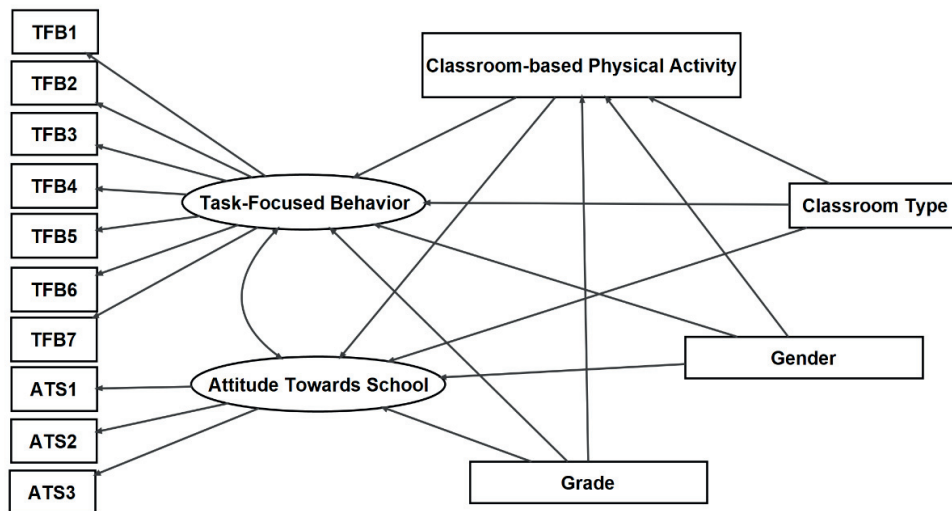 TFB1
TFB2
TFB3
TFB4
TFB5
TFB6
TFB7
ATS1
ATS2
ATS3
Classroom-based Physical Activity
Task-Focused Behavior
Classroom Type
Gender
Attitude Towards School
Grade